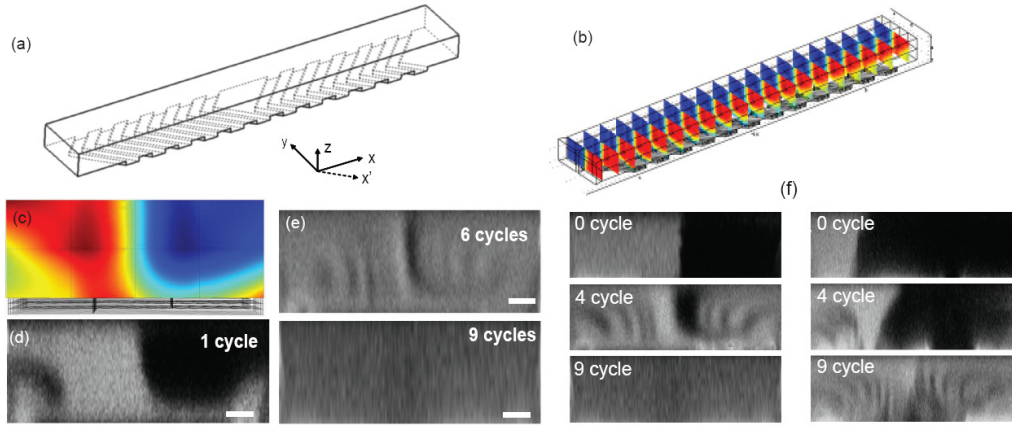 (a)
(b)
y
z
x
x'
(c)
(d)
1 cycle
(e)
6 cycles
9 cycles
(f)
0 cycle
0 cycle
4 cycle
4 cycle
9 cycle
9 cycle